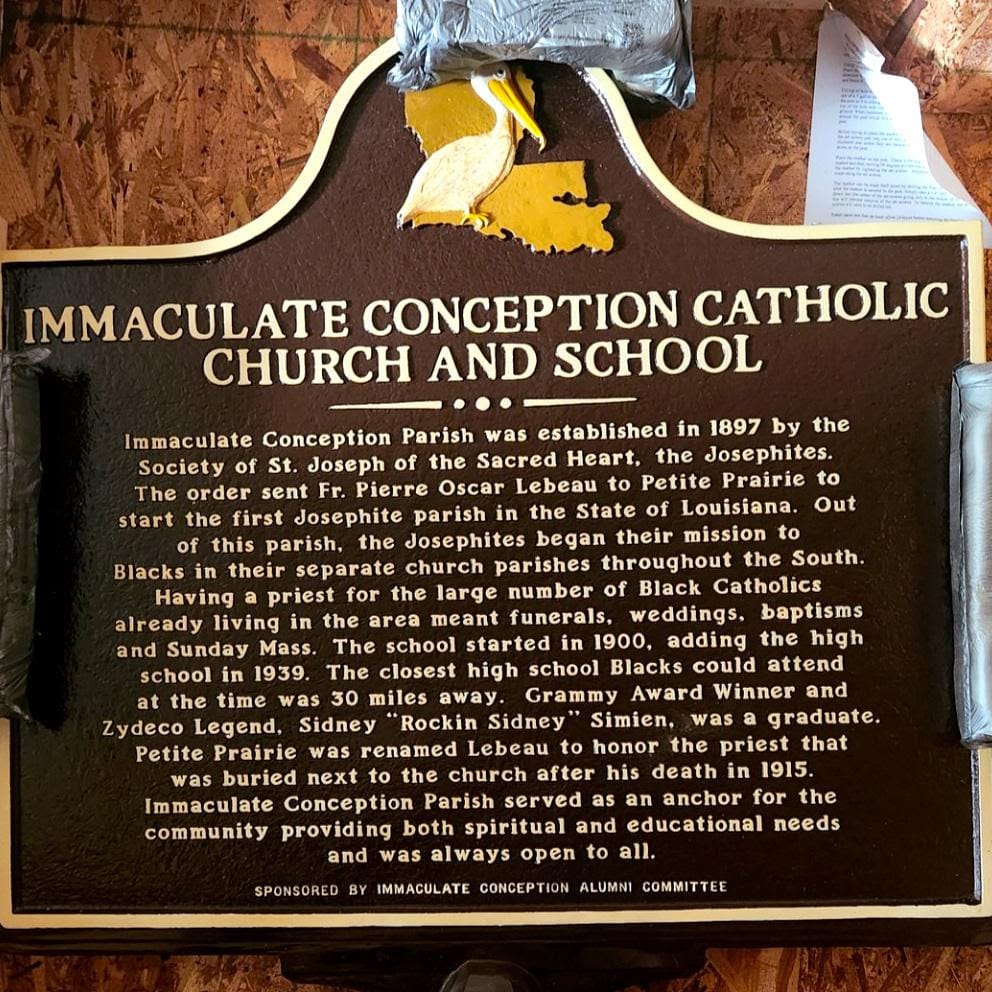 IMMACULATE CONCEPTION CATHOLIC
CHURCH AND SCHOOL
Immaculate Conception Parish was established in 1897 by the
Society of St. Joseph of the Sacred Heart, the Josephites.
The order sent Fr. Pierre Oscar Lebeau to Petite Prairie to
start the first Josephite parish in the State of Louisiana. Out
of this parish, the Josephites began their mission to
Blacks in their separate church parishes throughout the South.
Having a priest for the large number of Black Catholics
already living in the area meant funerals, weddings, baptisms
and Sunday Mass. The school started in 1900, adding the high
school in 1939. The closest high school Blacks could attend
at the time was 30 miles away. Grammy Award Winner and
Zydeco Legend, Sidney "Rockin Sidney" Simien, was a graduate.
Petite Prairie was renamed Lebeau to honor the priest that
was buried next to the church after his death in 1915.
Immaculate Conception Parish served as an anchor for the
community providing both spiritual and educational needs
and was always open to all.
SPONSORED BY IMMACULATE CONCEPTION ALUMNI COMMITTEE